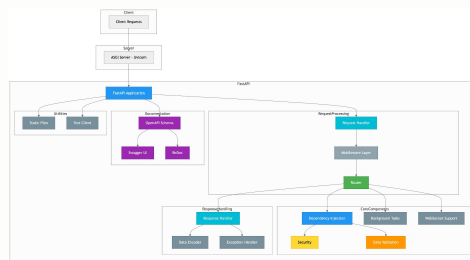 Client
Client Requests
Server
ASGI Server - Uvicorn
FastAPI
FastAPI Application
Utilities
Static Files
Test Client
Documentation
OpenAPI Schema
Swagger UI
ReDoc
RequestProcessing
Request Handler
Middleware Layer
Router
ResponseHandling
Response Handler
Data Encoder
Exception Handler
CoreComponents
Dependency Injection
Background Tasks
WebSocket Support
Security
Data Validation